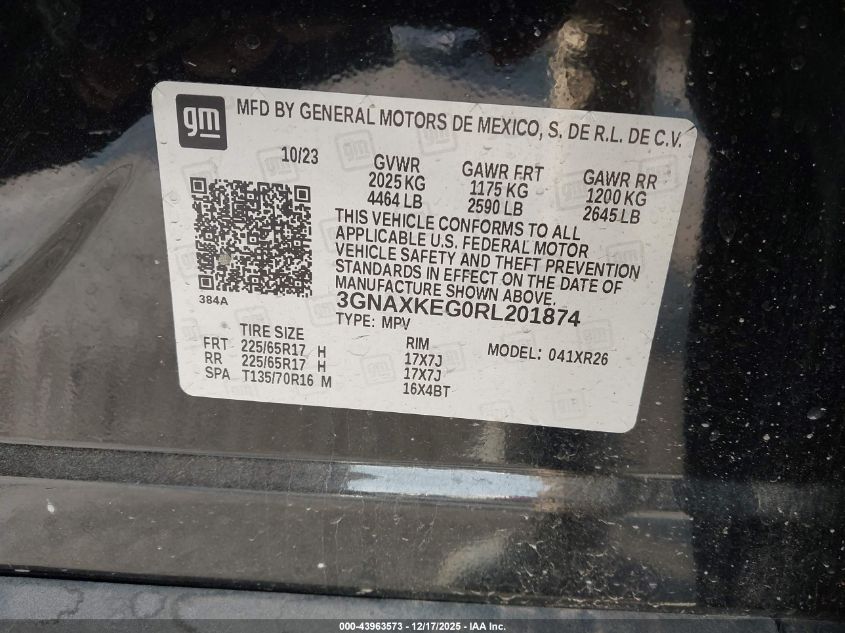 gm MFD BY GENERAL MOTORS DE MEXICO, S. DE R.L. DE C.V.
10/23 GVWR GAWR FRT GAWR RR
2025 KG 1175 KG 1200 KG
4464 LB 2590 LB 2645 LB
THIS VEHICLE CONFORMS TO ALL
APPLICABLE U.S. FEDERAL MOTOR
VEHICLE SAFETY AND THEFT PREVENTION
STANDARDS IN EFFECT ON THE DATE OF
MANUFACTURE SHOWN ABOVE.
384A
3GNAXKEG0RL201874
TYPE: MPV
TIRE SIZE RIM MODEL: 041XR26
FRT 225/65R17 H 17X7J
RR 225/65R17 H 17X7J
SPA T135/70R16 M 16X4BT
000-43963573 - 12/17/2025 - IAA Inc.